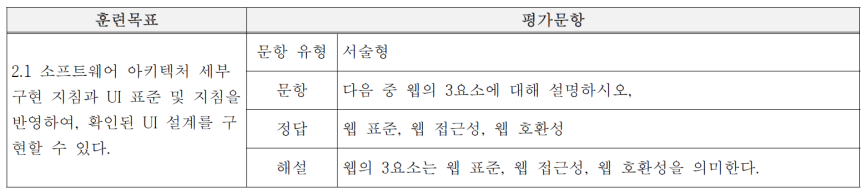 훈련목표 평가문항
2.1 소프트웨어 아키텍처 세부
구현 지침과 UI 표준 및 지침을
반영하여, 확인된 UI 설계를 구
현할 수 있다.
문항 유형 서술형
문항 다음 중 웹의 3요소에 대해 설명하시오,
정답 웹 표준, 웹 접근성, 웹 호환성
해설 웹의 3요소는 웹 표준, 웹 접근성, 웹 호환성을 의미한다.